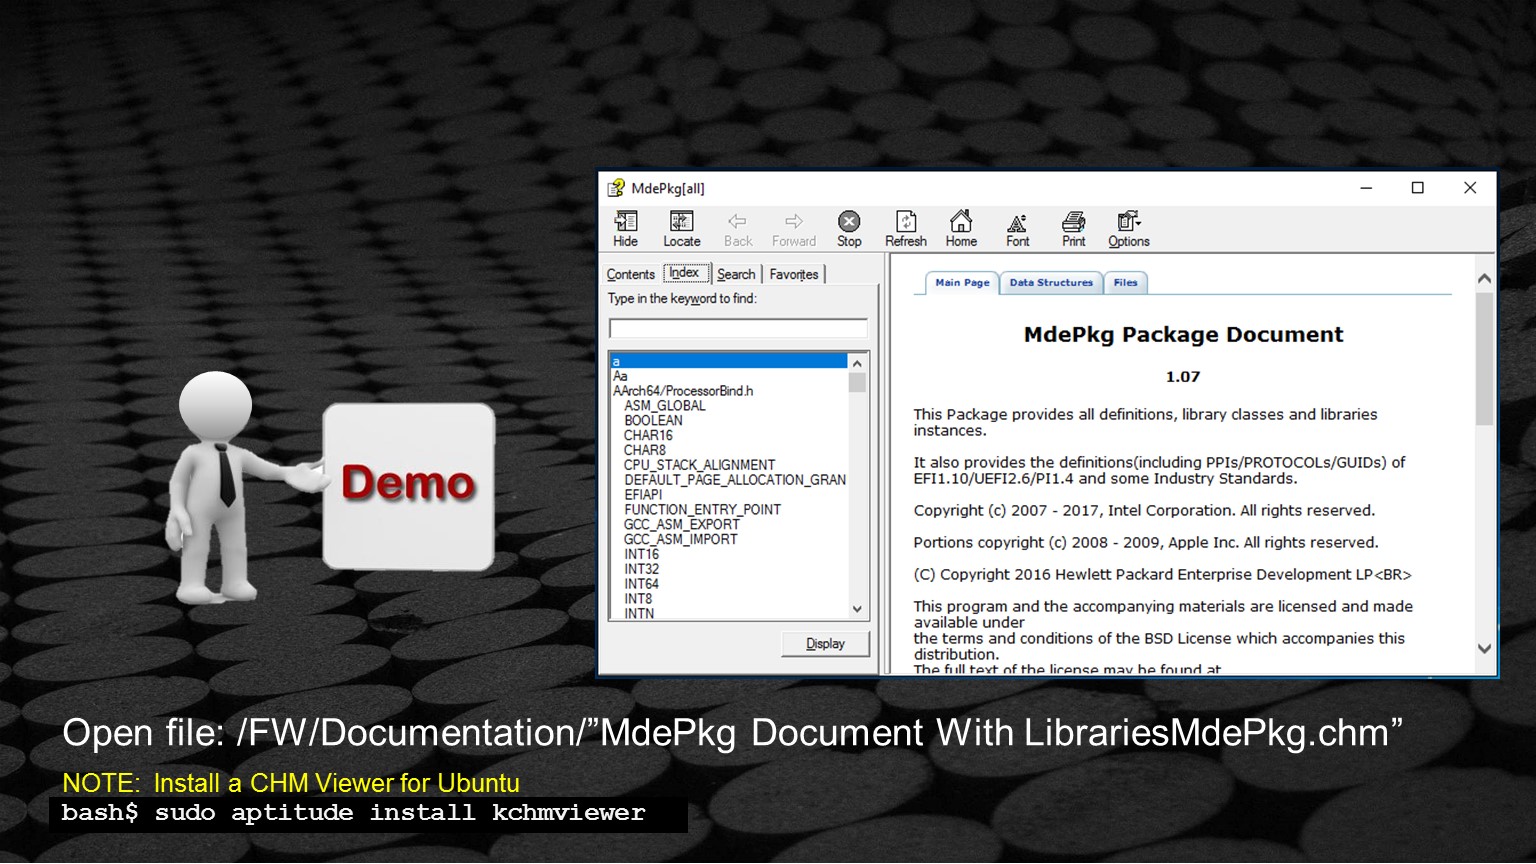 MdePkg[all]
Hide Locate Back Forward Stop Refresh Home Font Print Options
Contents Index Search Favorites
Type in the keyword to find:
a
Aa
AArch64/ProcessorBind.h
ASM_GLOBAL
BOOLEAN
CHAR16
CHAR8
CPU_STACK_ALIGNMENT
DEFAULT_PAGE_ALLOCATION_GRAN
EFIAPI
FUNCTION_ENTRY_POINT
GCC_ASM_EXPORT
GCC_ASM_IMPORT
INT16
INT32
INT64
INT8
INTN
Display
Main Page Data Structures Files
MdePkg Package Document
1.07
This Package provides all definitions, library classes and libraries
instances.
It also provides the definitions(including PPIs/PROTOCOLs/GUIDs) of
EFI1.10/UEFI2.6/PI1.4 and some Industry Standards.
Copyright (c) 2007 - 2017, Intel Corporation. All rights reserved.
Portions copyright (c) 2008 - 2009, Apple Inc. All rights reserved.
(C) Copyright 2016 Hewlett Packard Enterprise Development LP<BR>
This program and the accompanying materials are licensed and made
available under
the terms and conditions of the BSD License which accompanies this
distribution.
The full text of the license may be found at
Demo
Open file: /FW/Documentation/”MdePkg Document With LibrariesMdePkg.chm”
NOTE: Install a CHM Viewer for Ubuntu
bash$ sudo aptitude install kchmviewer